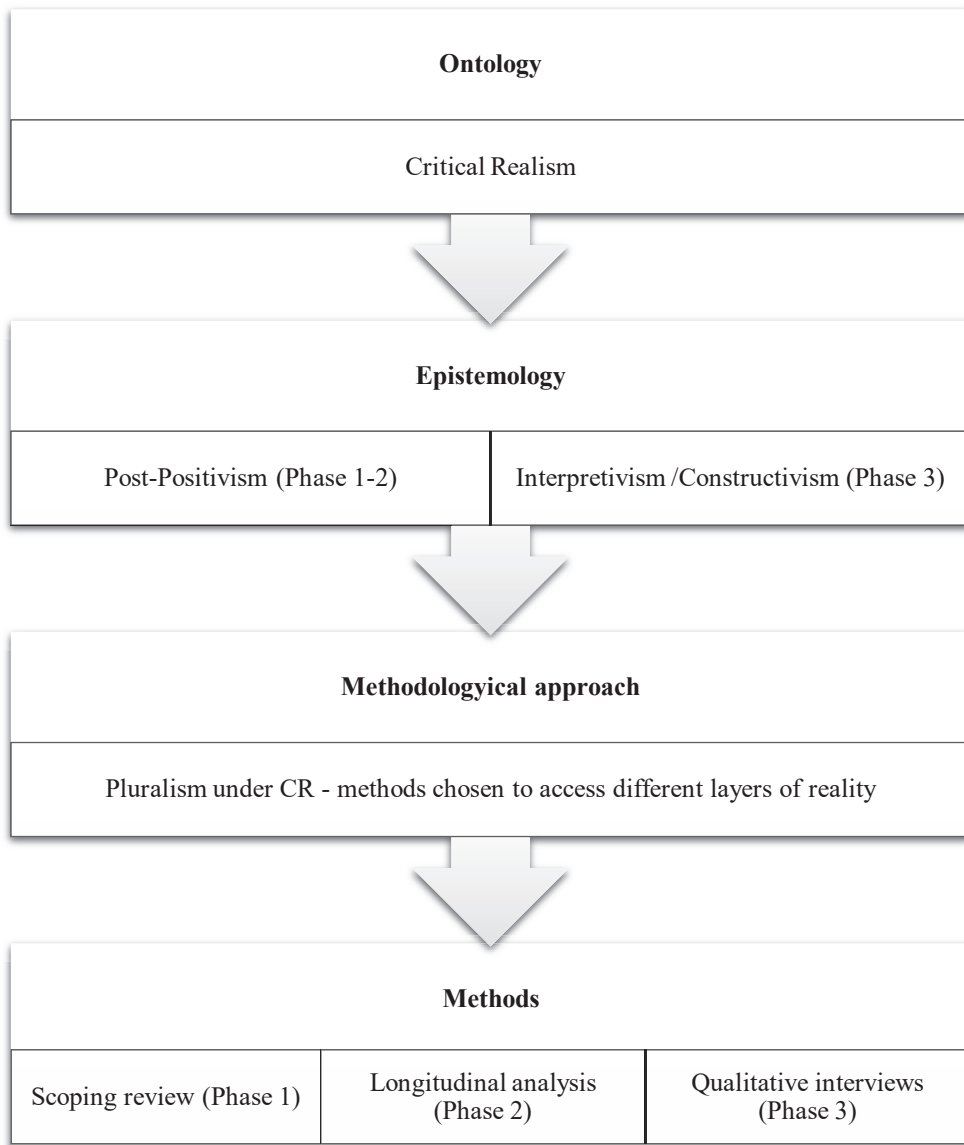 Ontology
Critical Realism
Epistemology
Post-Positivism (Phase 1-2)
Interpretivism /Constructivism (Phase 3)
Methodologyical approach
Pluralism under CR - methods chosen to access different layers of reality
Methods
Scoping review (Phase 1)
Longitudinal analysis
(Phase 2)
Qualitative interviews
(Phase 3)